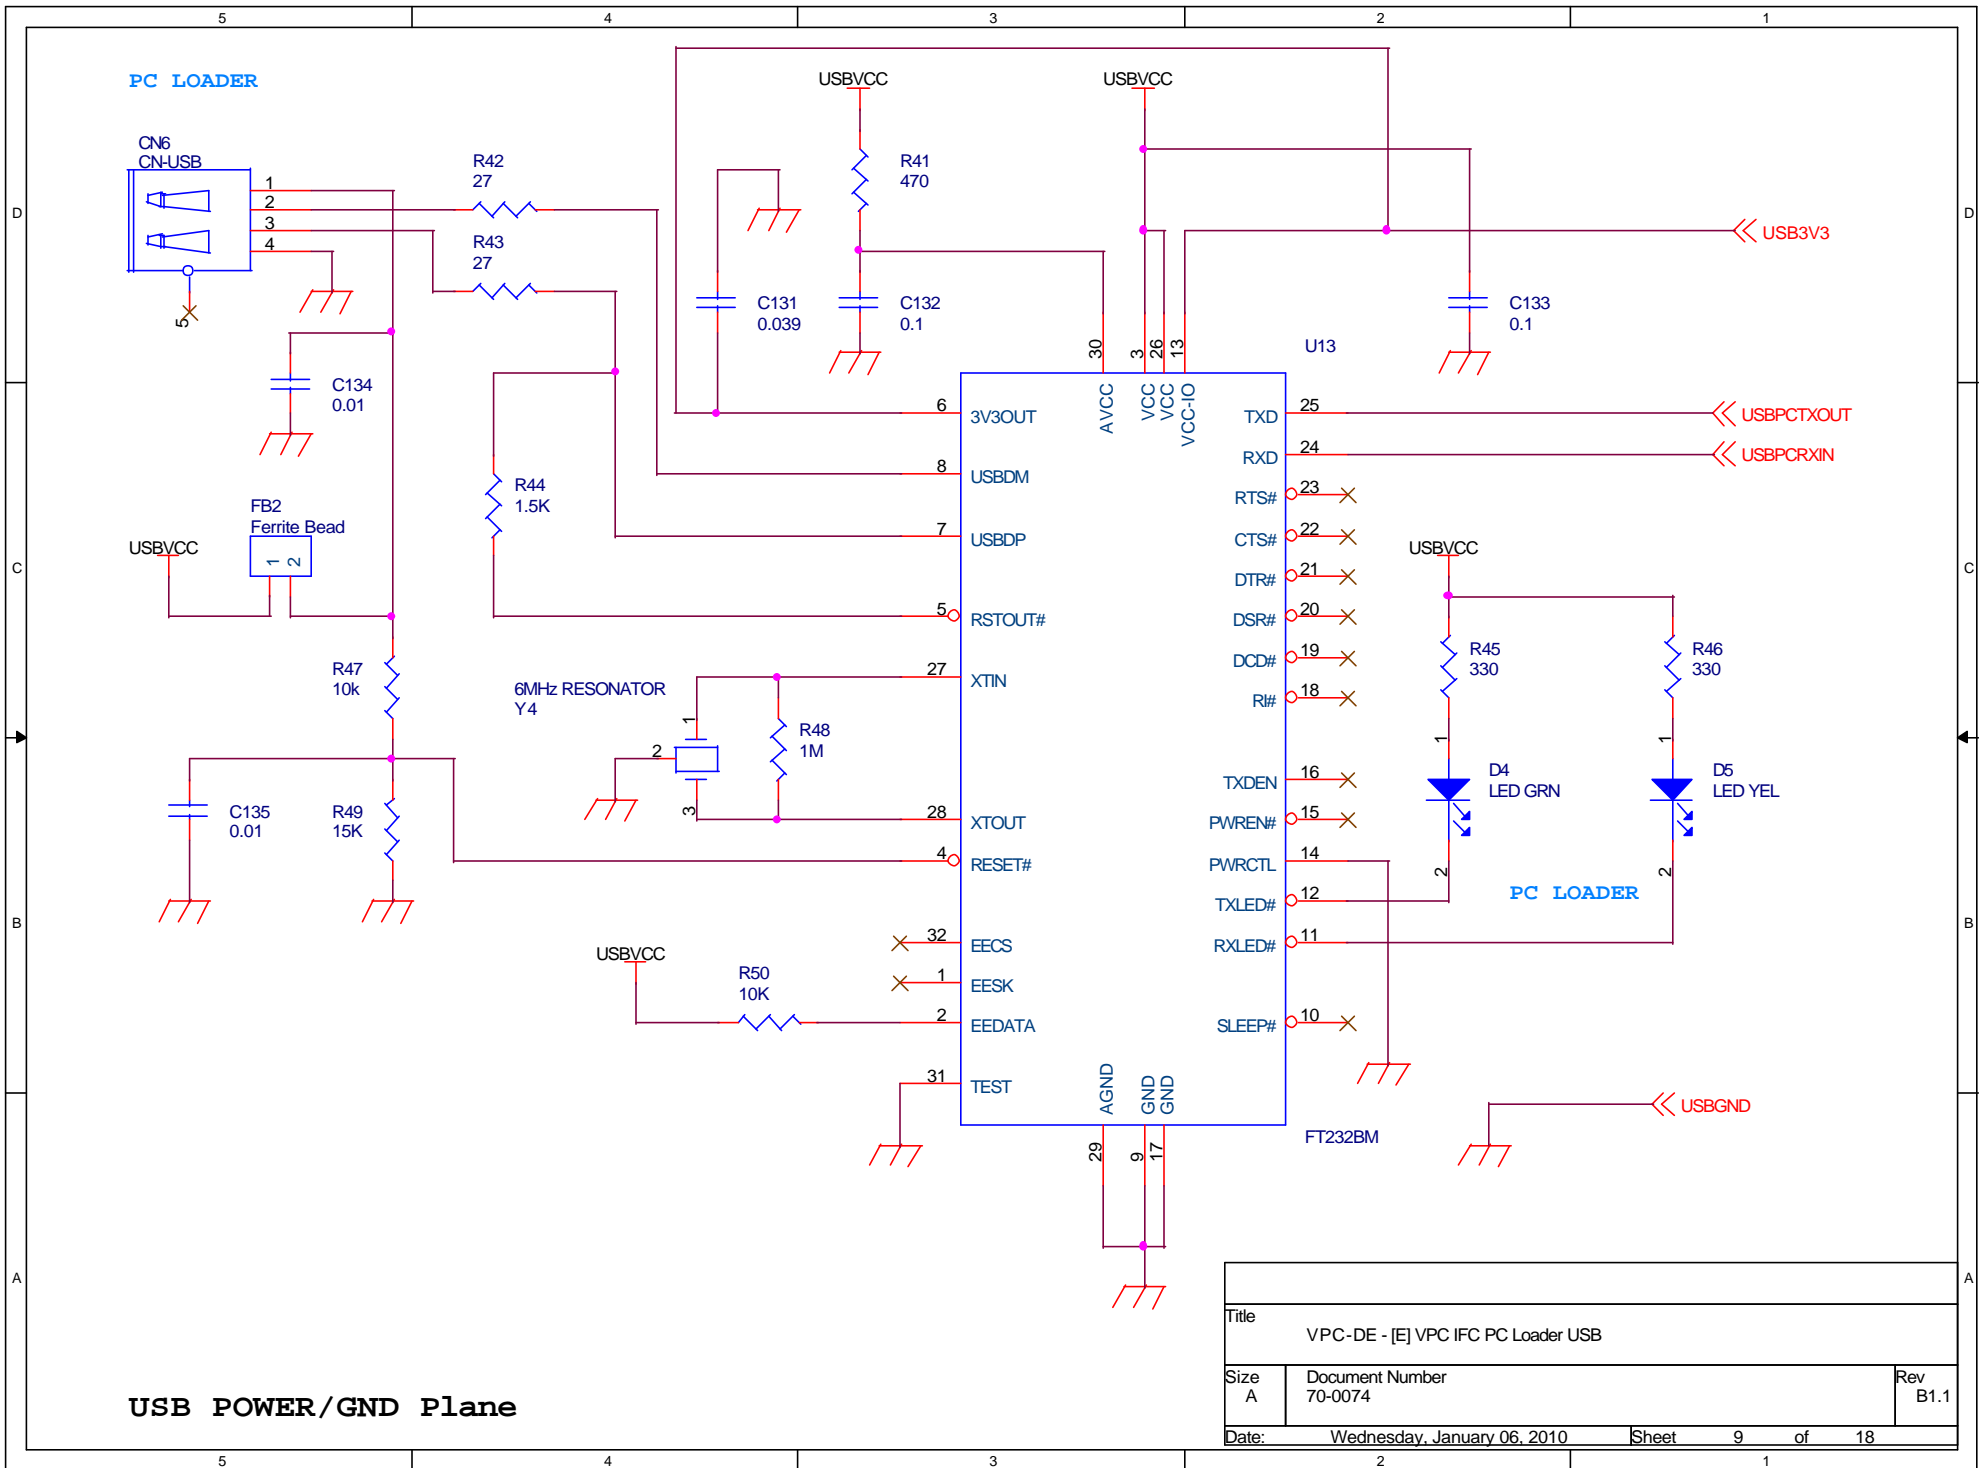 5 4 3 2 1
PC LOADER
USBVCC
USBVCC
CN6
CN-USB
1
2
3
4
5
R42
27
R43
27
R41
470
C131
0.039
C132
0.1
C133
0.1
USB3V3
D
D
C134
0.01
30
3
26
13
U13
AVCC
VCC
VCC
VCC-IO
6
3V3OUT
8
USBDM
7
USBDP
5
RSTOUT#
27
XTIN
28
XTOUT
4
RESET#
32
EECS
1
EESK
2
EEDATA
31
TEST
TXD
25
USBPCTXOUT
RXD
24
USBPCRXIN
RTS#
23
CTS#
22
DTR#
21
DSR#
20
DCD#
19
RI#
18
TXDEN
16
PWREN#
15
PWRCTL
14
TXLED#
12
RXLED#
11
SLEEP#
10
AGND
GND
GND
29
9
17
FT232BM
R44
1.5K
FB2
Ferrite Bead
1
2
USBVCC
C
C
R47
10k
6MHz RESONATOR
Y4
1
2
3
R48
1M
C135
0.01
R49
15K
USBVCC
R50
10K
USBVCC
R45
330
R46
330
1
D4
LED GRN
2
1
D5
LED YEL
2
PC LOADER
B
B
USBGND
A
A
USB POWER/GND Plane
Title
VPC-DE - [E] VPC IFC PC Loader USB
Size
A
Document Number
70-0074
Rev
B1.1
Date: Wednesday, January 06, 2010 Sheet 9 of 18
5 4 3 2 1